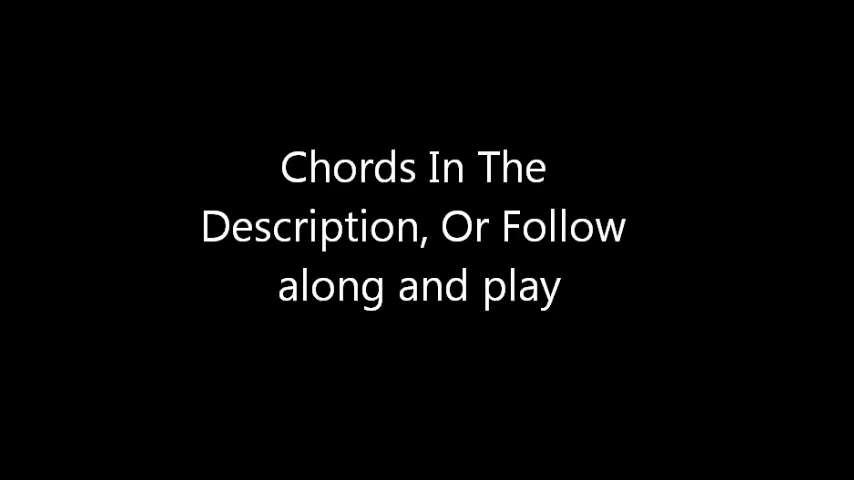 Chords In The
Description, Or Follow
along and play